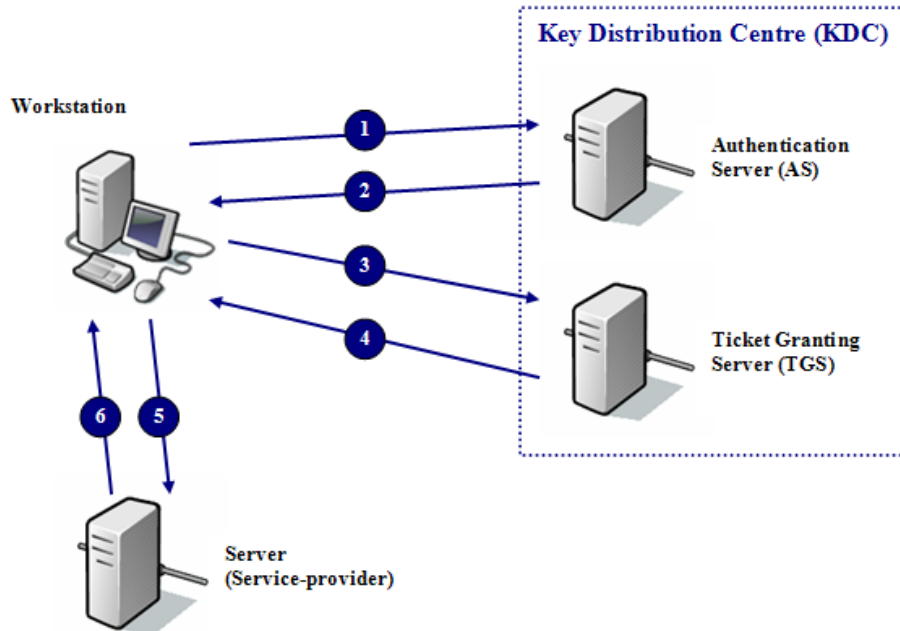 Key Distribution Centre (KDC)
Workstation
1
Authentication
Server (AS)
2
3
4
Ticket Granting
Server (TGS)
6
5
Server
(Service-provider)